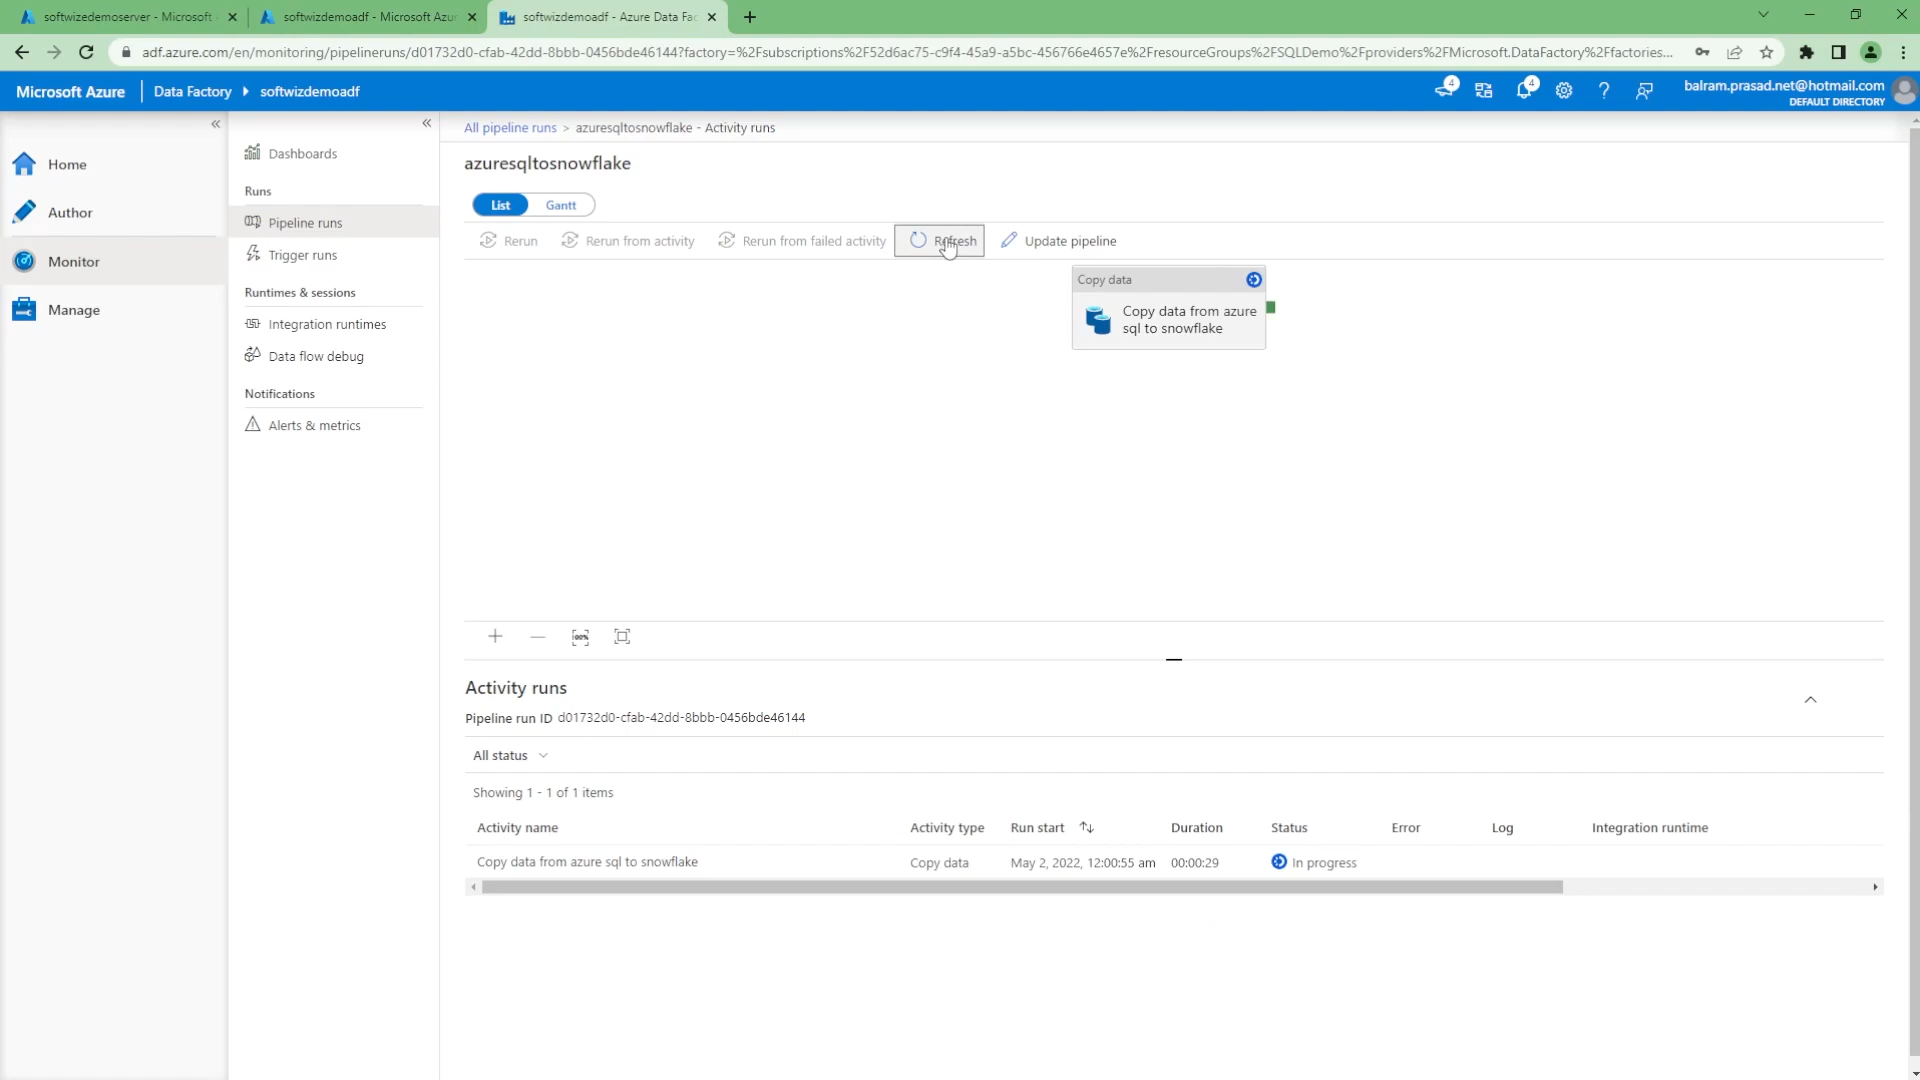 softwizedemoserver - Microsoft
softwizdemoadf - Microsoft Azur
softwizdemoadf - Azure Data Fac
adf.azure.com/en/monitoring/pipelineruns/d01732d0-cfab-42dd-8bbb-0456bde46144?factory=%2Fsubscriptions%2F52d6ac75-c9f4-45a9-a5bc-456766e4657e%2FresourceGroups%2FSQLDemo%2Fproviders%2FMicrosoft.DataFactory%2Ffactories...
Microsoft Azure
Data Factory
softwizdemoadf
4
4
balram.prasad.net@hotmail.com
DEFAULT DIRECTORY
Home
Author
Monitor
Manage
Dashboards
Runs
Pipeline runs
Trigger runs
Runtimes & sessions
Integration runtimes
Data flow debug
Notifications
Alerts & metrics
All pipeline runs > azuresqltosnowflake - Activity runs
azuresqltosnowflake
List Gantt
Rerun Rerun from activity Rerun from failed activity Refresh Update pipeline
Copy data
Copy data from azure
sql to snowflake
Activity runs
Pipeline run ID d01732d0-cfab-42dd-8bbb-0456bde46144
All status
Showing 1 - 1 of 1 items
Activity name Activity type Run start Duration Status Error Log Integration runtime
Copy data from azure sql to snowflake Copy data May 2, 2022, 12:00:55 am 00:00:29 In progress